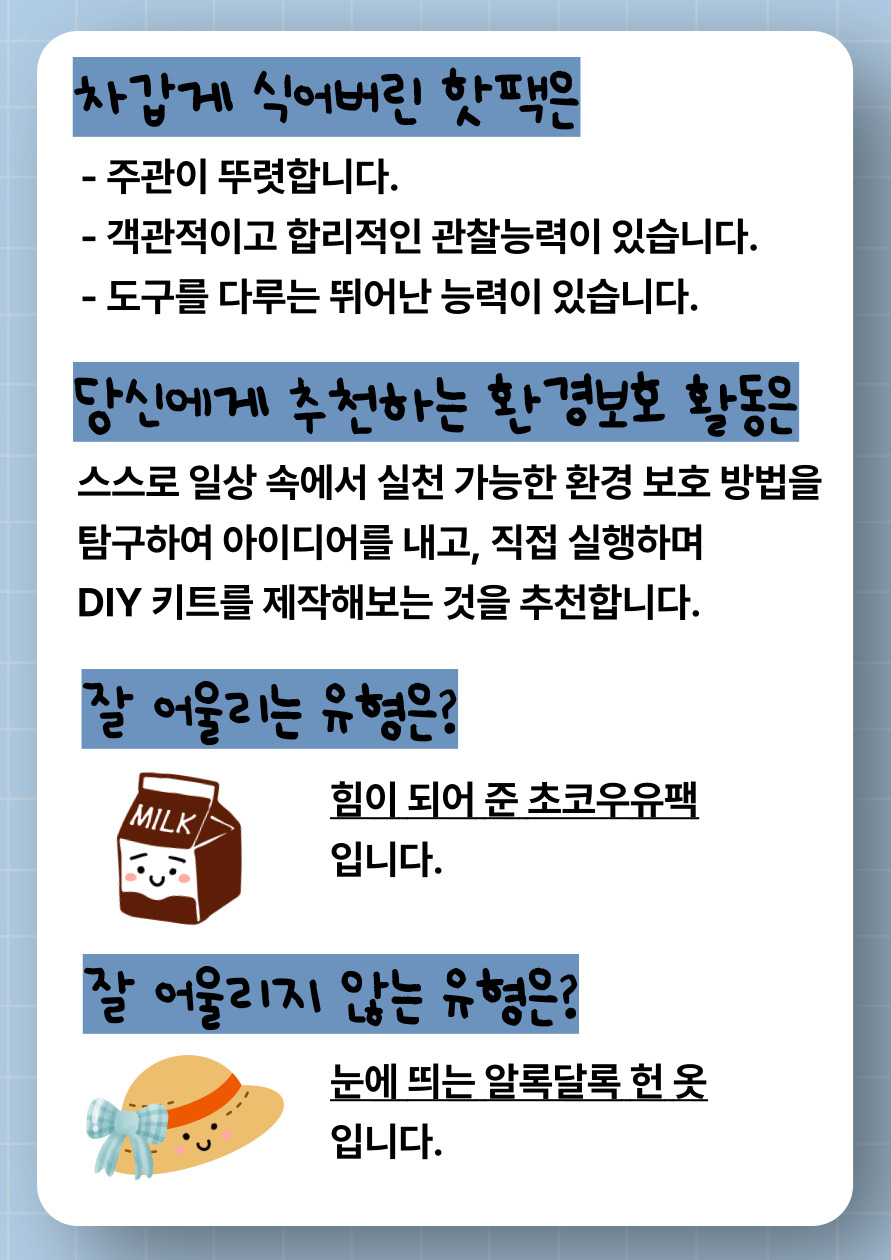 차갑게 식어버린 핫팩은
- 주관이 뚜렷합니다.
- 객관적이고 합리적인 관찰능력이 있습니다.
- 도구를 다루는 뛰어난 능력이 있습니다.
당신에게 추천하는 환경보호 활동은
스스로 일상 속에서 실천 가능한 환경 보호 방법을
탐구하여 아이디어를 내고, 직접 실행하며
DIY 키트를 제작해보는 것을 추천합니다.
잘 어울리는 유형은?
MILK
힘이 되어 준 초코우유팩
입니다.
잘 어울리지 않는 유형은?
눈에 띄는 알록달록 헌 옷
입니다.